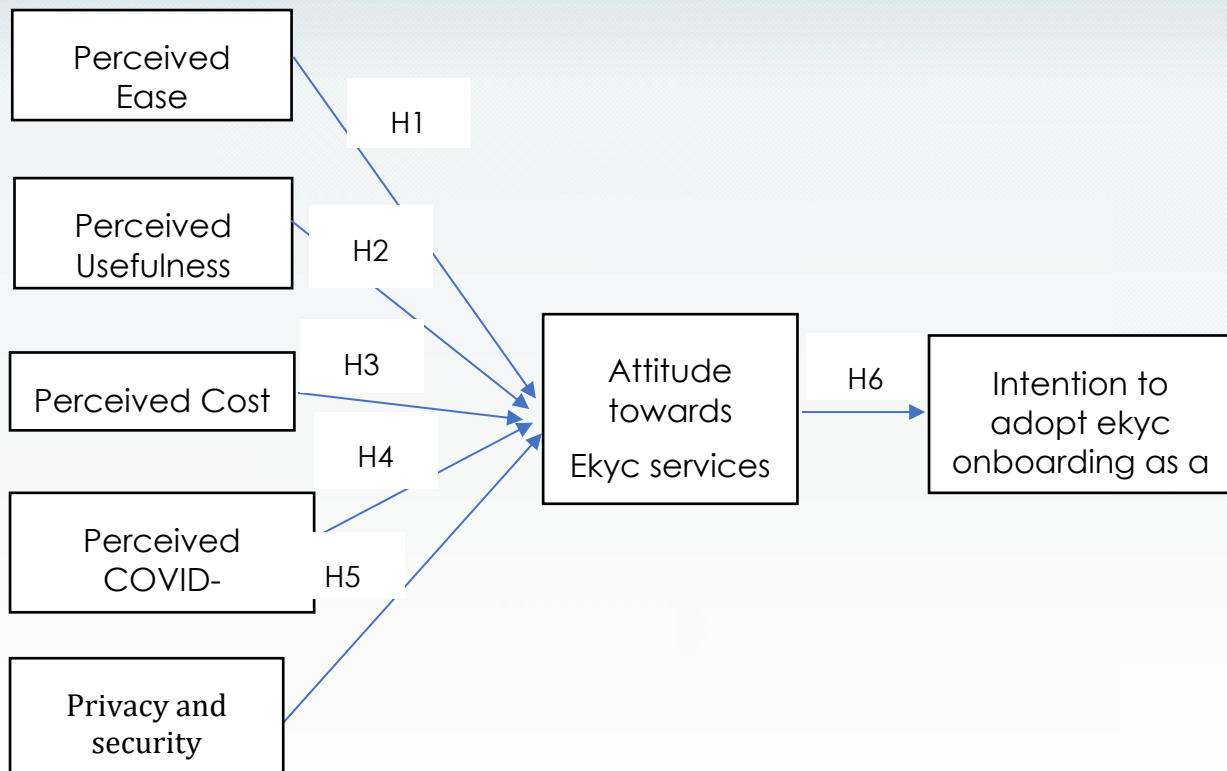 Perceived
Ease
H1
Perceived
Usefulness
H2
Perceived Cost
H3
Perceived
COVID-
H4
Privacy and
security
H5
Attitude
towards
Ekyc services
H6
Intention to
adopt ekyc
onboarding as a